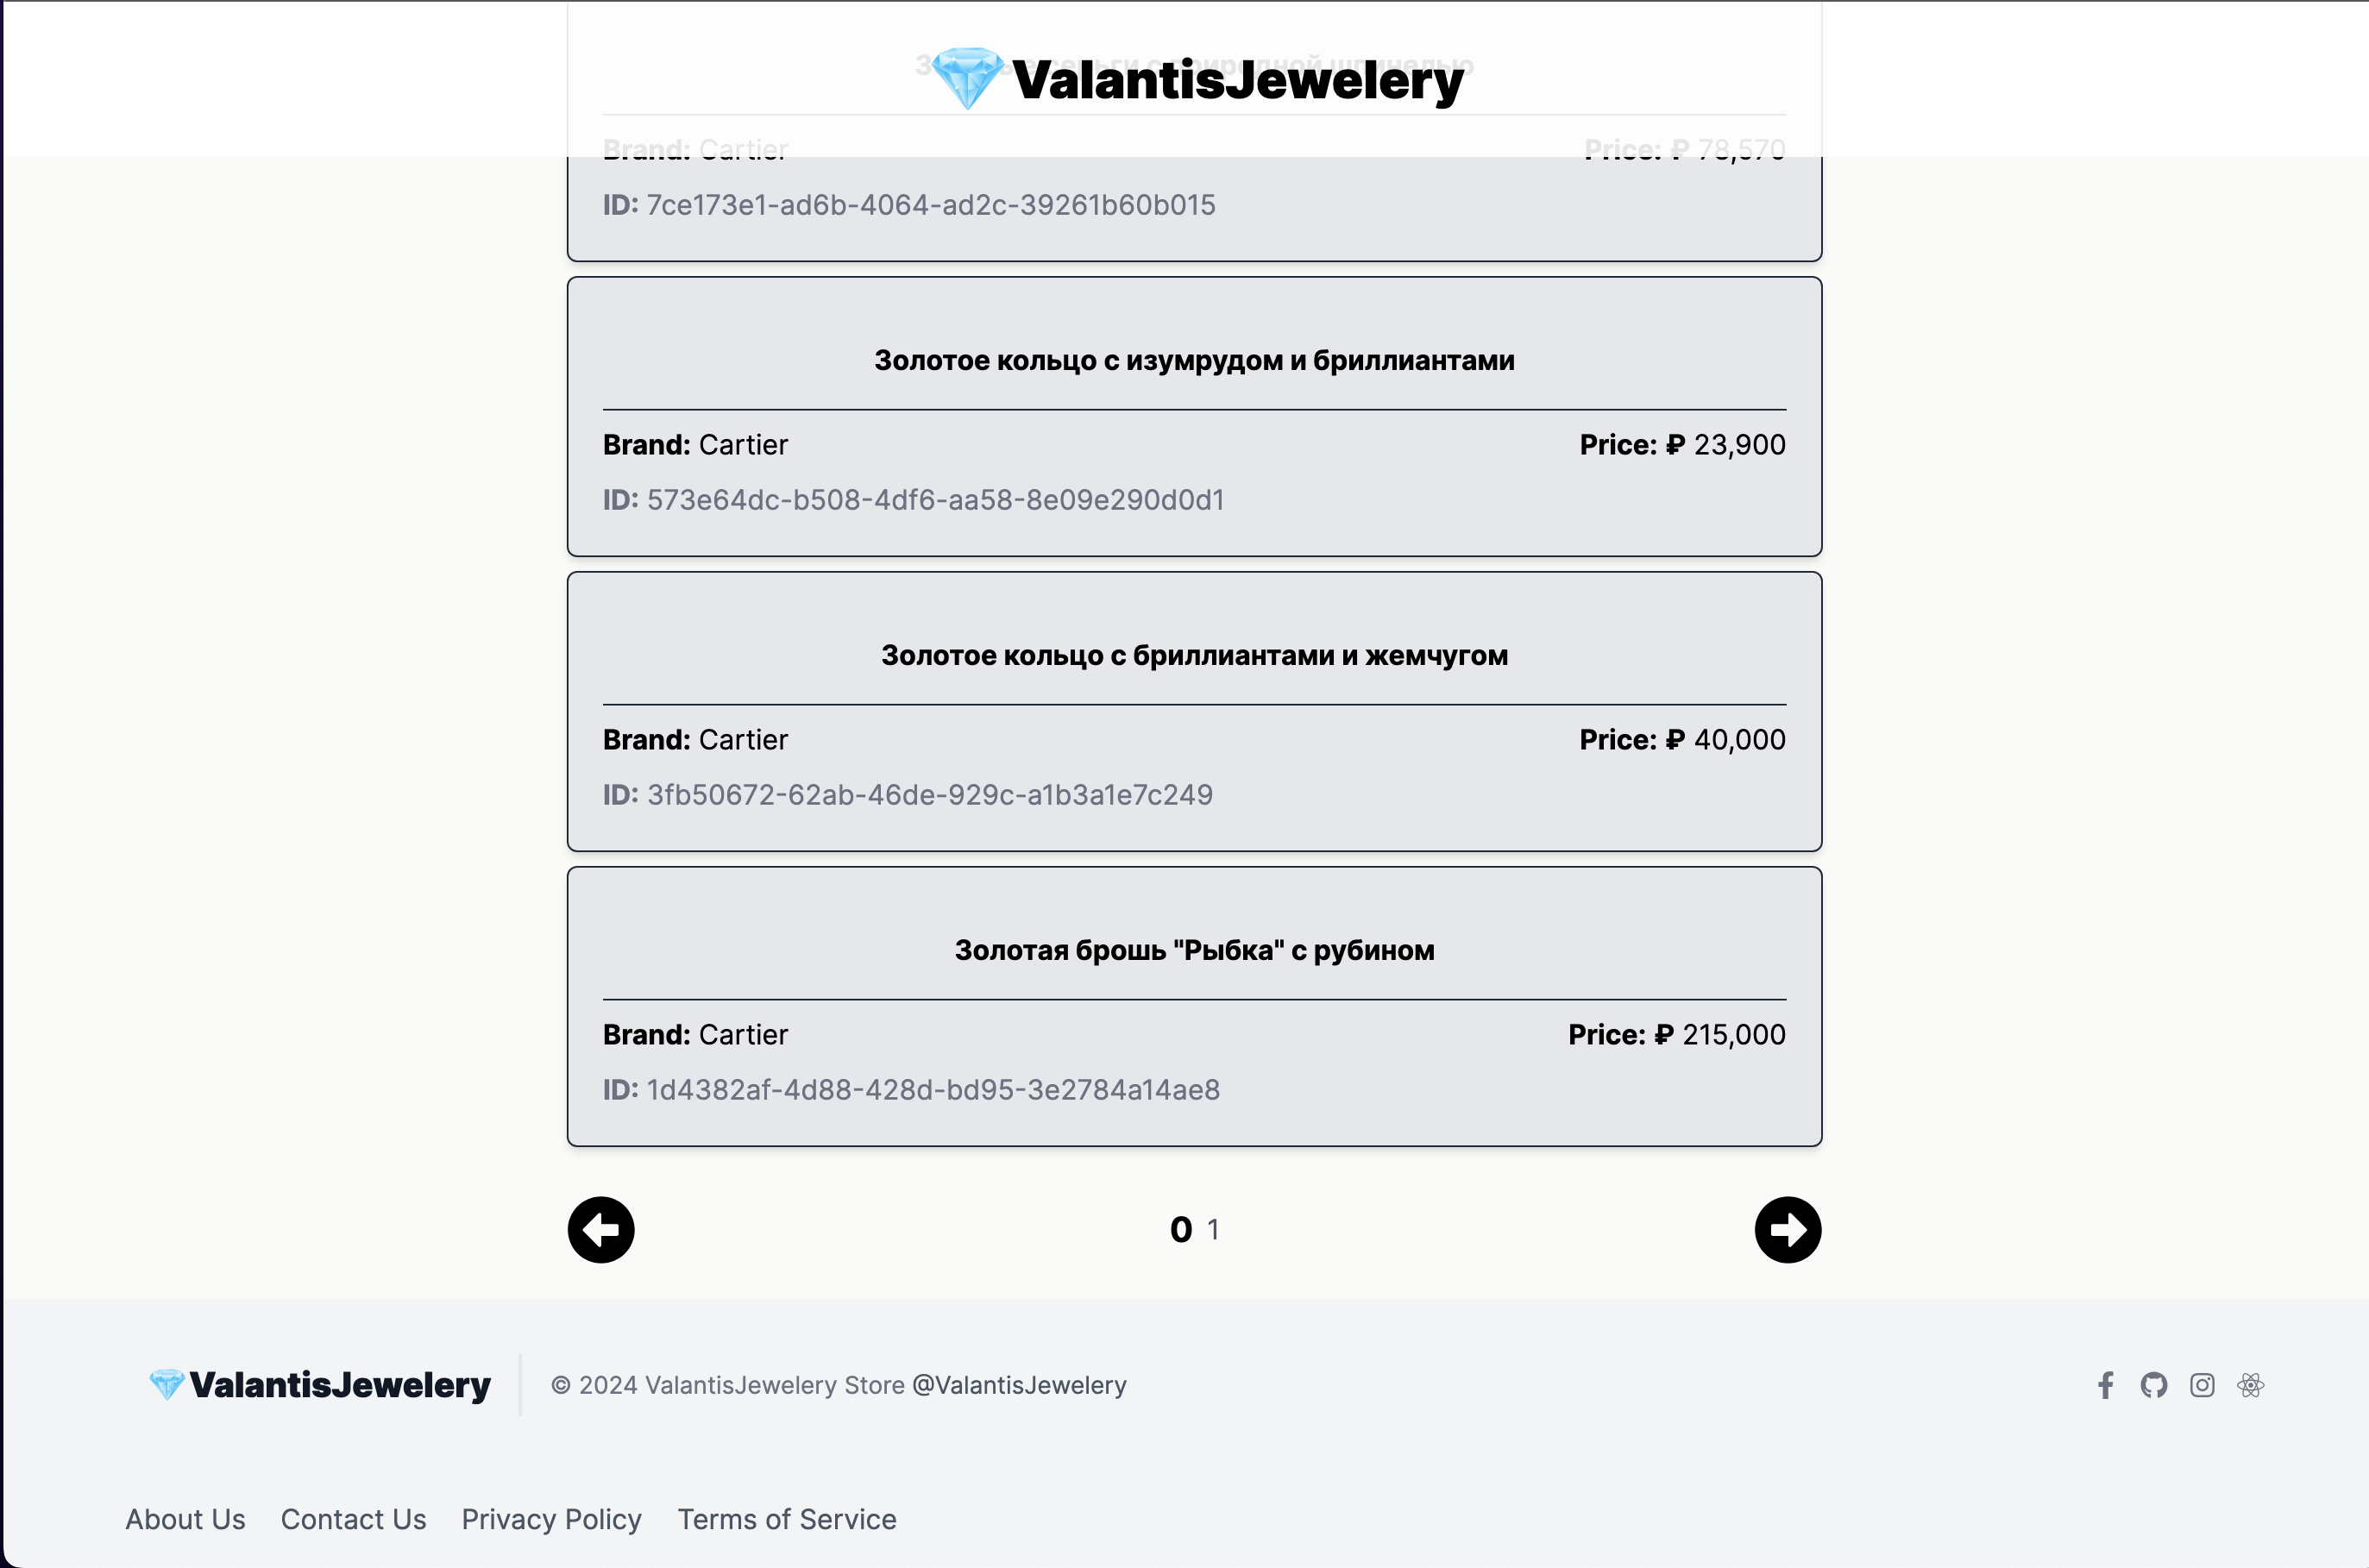 ValantisJewelery
Brand: Cartier Price: ₽ 78,570
ID: 7ce173e1-ad6b-4064-ad2c-39261b60b015
Золотое кольцо с изумрудом и бриллиантами
Brand: Cartier Price: ₽ 23,900
ID: 573e64dc-b508-4df6-aa58-8e09e290d0d1
Золотое кольцо с бриллиантами и жемчугом
Brand: Cartier Price: ₽ 40,000
ID: 3fb50672-62ab-46de-929c-a1b3a1e7c249
Золотая брошь "Рыбка" с рубином
Brand: Cartier Price: ₽ 215,000
ID: 1d4382af-4d88-428d-bd95-3e2784a14ae8
0 1
ValantisJewelery © 2024 ValantisJewelery Store @ValantisJewelery
About Us Contact Us Privacy Policy Terms of Service